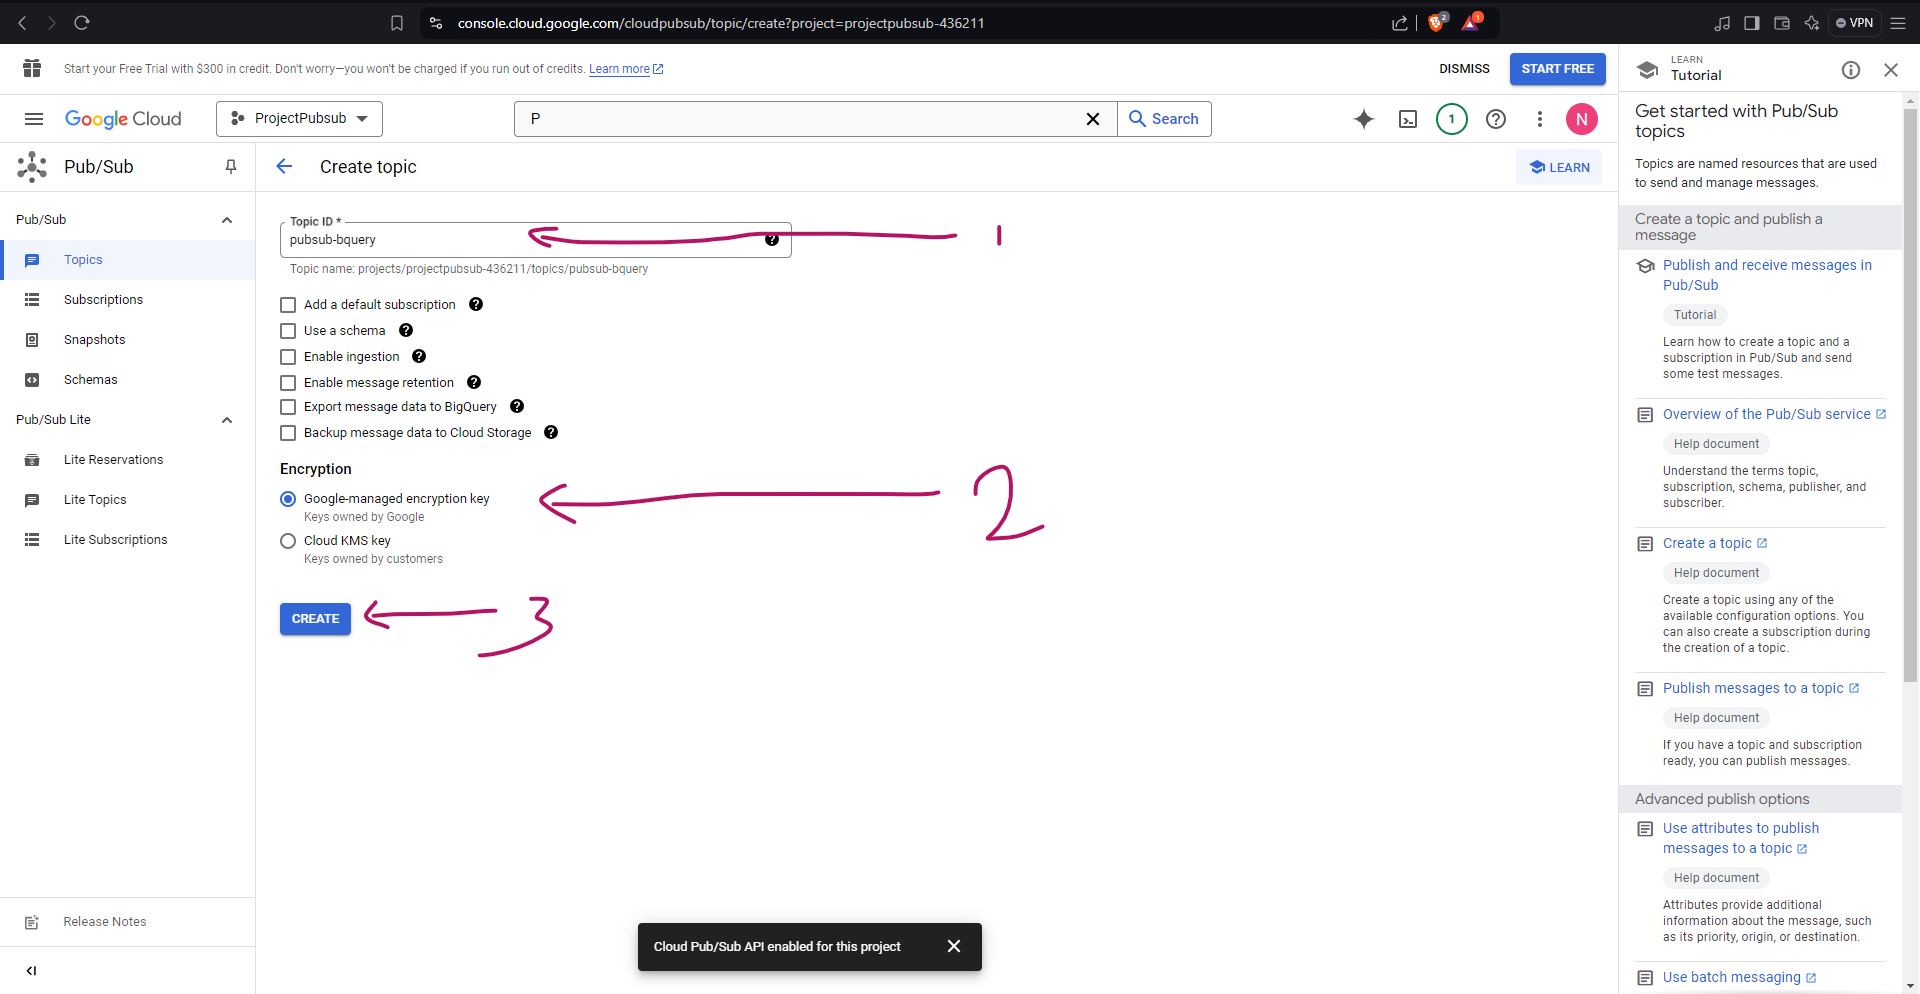 console.cloud.google.com/cloudpubsub/topic/create?project=projectpubsub-436211
2
1
VPN
Start your Free Trial with $300 in credit. Don't worry—you won't be charged if you run out of credits. Learn more
DISMISS
START FREE
Google Cloud
ProjectPubsub
P
Search
1
N
Pub/Sub
Create topic
LEARN
Pub/Sub
Topics
Subscriptions
Snapshots
Schemas
Pub/Sub Lite
Lite Reservations
Lite Topics
Lite Subscriptions
Release Notes
Topic ID *
pubsub-bquery
1
Topic name: projects/projectpubsub-436211/topics/pubsub-bquery
Add a default subscription
Use a schema
Enable ingestion
Enable message retention
Export message data to BigQuery
Backup message data to Cloud Storage
Encryption
Google-managed encryption key
2
Keys owned by Google
Cloud KMS key
Keys owned by customers
CREATE
3
Cloud Pub/Sub API enabled for this project
LEARN
Tutorial
Get started with Pub/Sub
topics
Topics are named resources that are used
to send and manage messages.
Create a topic and publish a
message
Publish and receive messages in
Pub/Sub
Tutorial
Learn how to create a topic and a
subscription in Pub/Sub and send
some test messages.
Overview of the Pub/Sub service
Help document
Understand the terms topic,
subscription, schema, publisher, and
subscriber.
Create a topic
Help document
Create a topic using any of the
available configuration options. You
can also create a subscription during
the creation of a topic.
Publish messages to a topic
Help document
If you have a topic and subscription
ready, you can publish messages.
Advanced publish options
Use attributes to publish
messages to a topic
Help document
Attributes provide additional
information about the message, such
as its priority, origin, or destination.
Use batch messaging